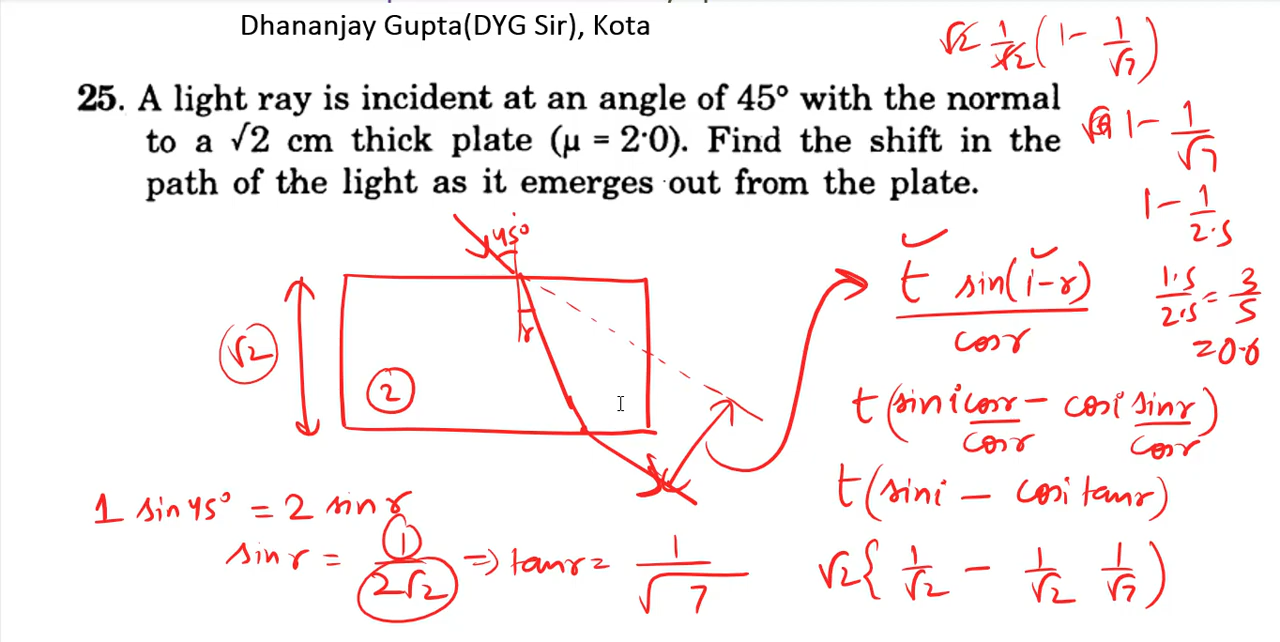 Dhananjay Gupta(DYG Sir), Kota
25. A light ray is incident at an angle of 45° with the normal
to a √2 cm thick plate (μ = 2·0). Find the shift in the
path of the light as it emerges out from the plate.
√2 1/√2 (1 - 1/√7)
1 - 1/√7
1 - 1/2.5
1.5/2.5 = 3/5
= 0.6
45°
r
√2
2
t sin(i-r)/cos r
t(sin i cos r/cos r - cos i sin r/cos r)
t(sin i - cos i tan r)
√2{1/√2 - 1/√2 1/√7)
1 sin 45° = 2 sin r
sin r = 1/2√2 => tan r = 1/√7